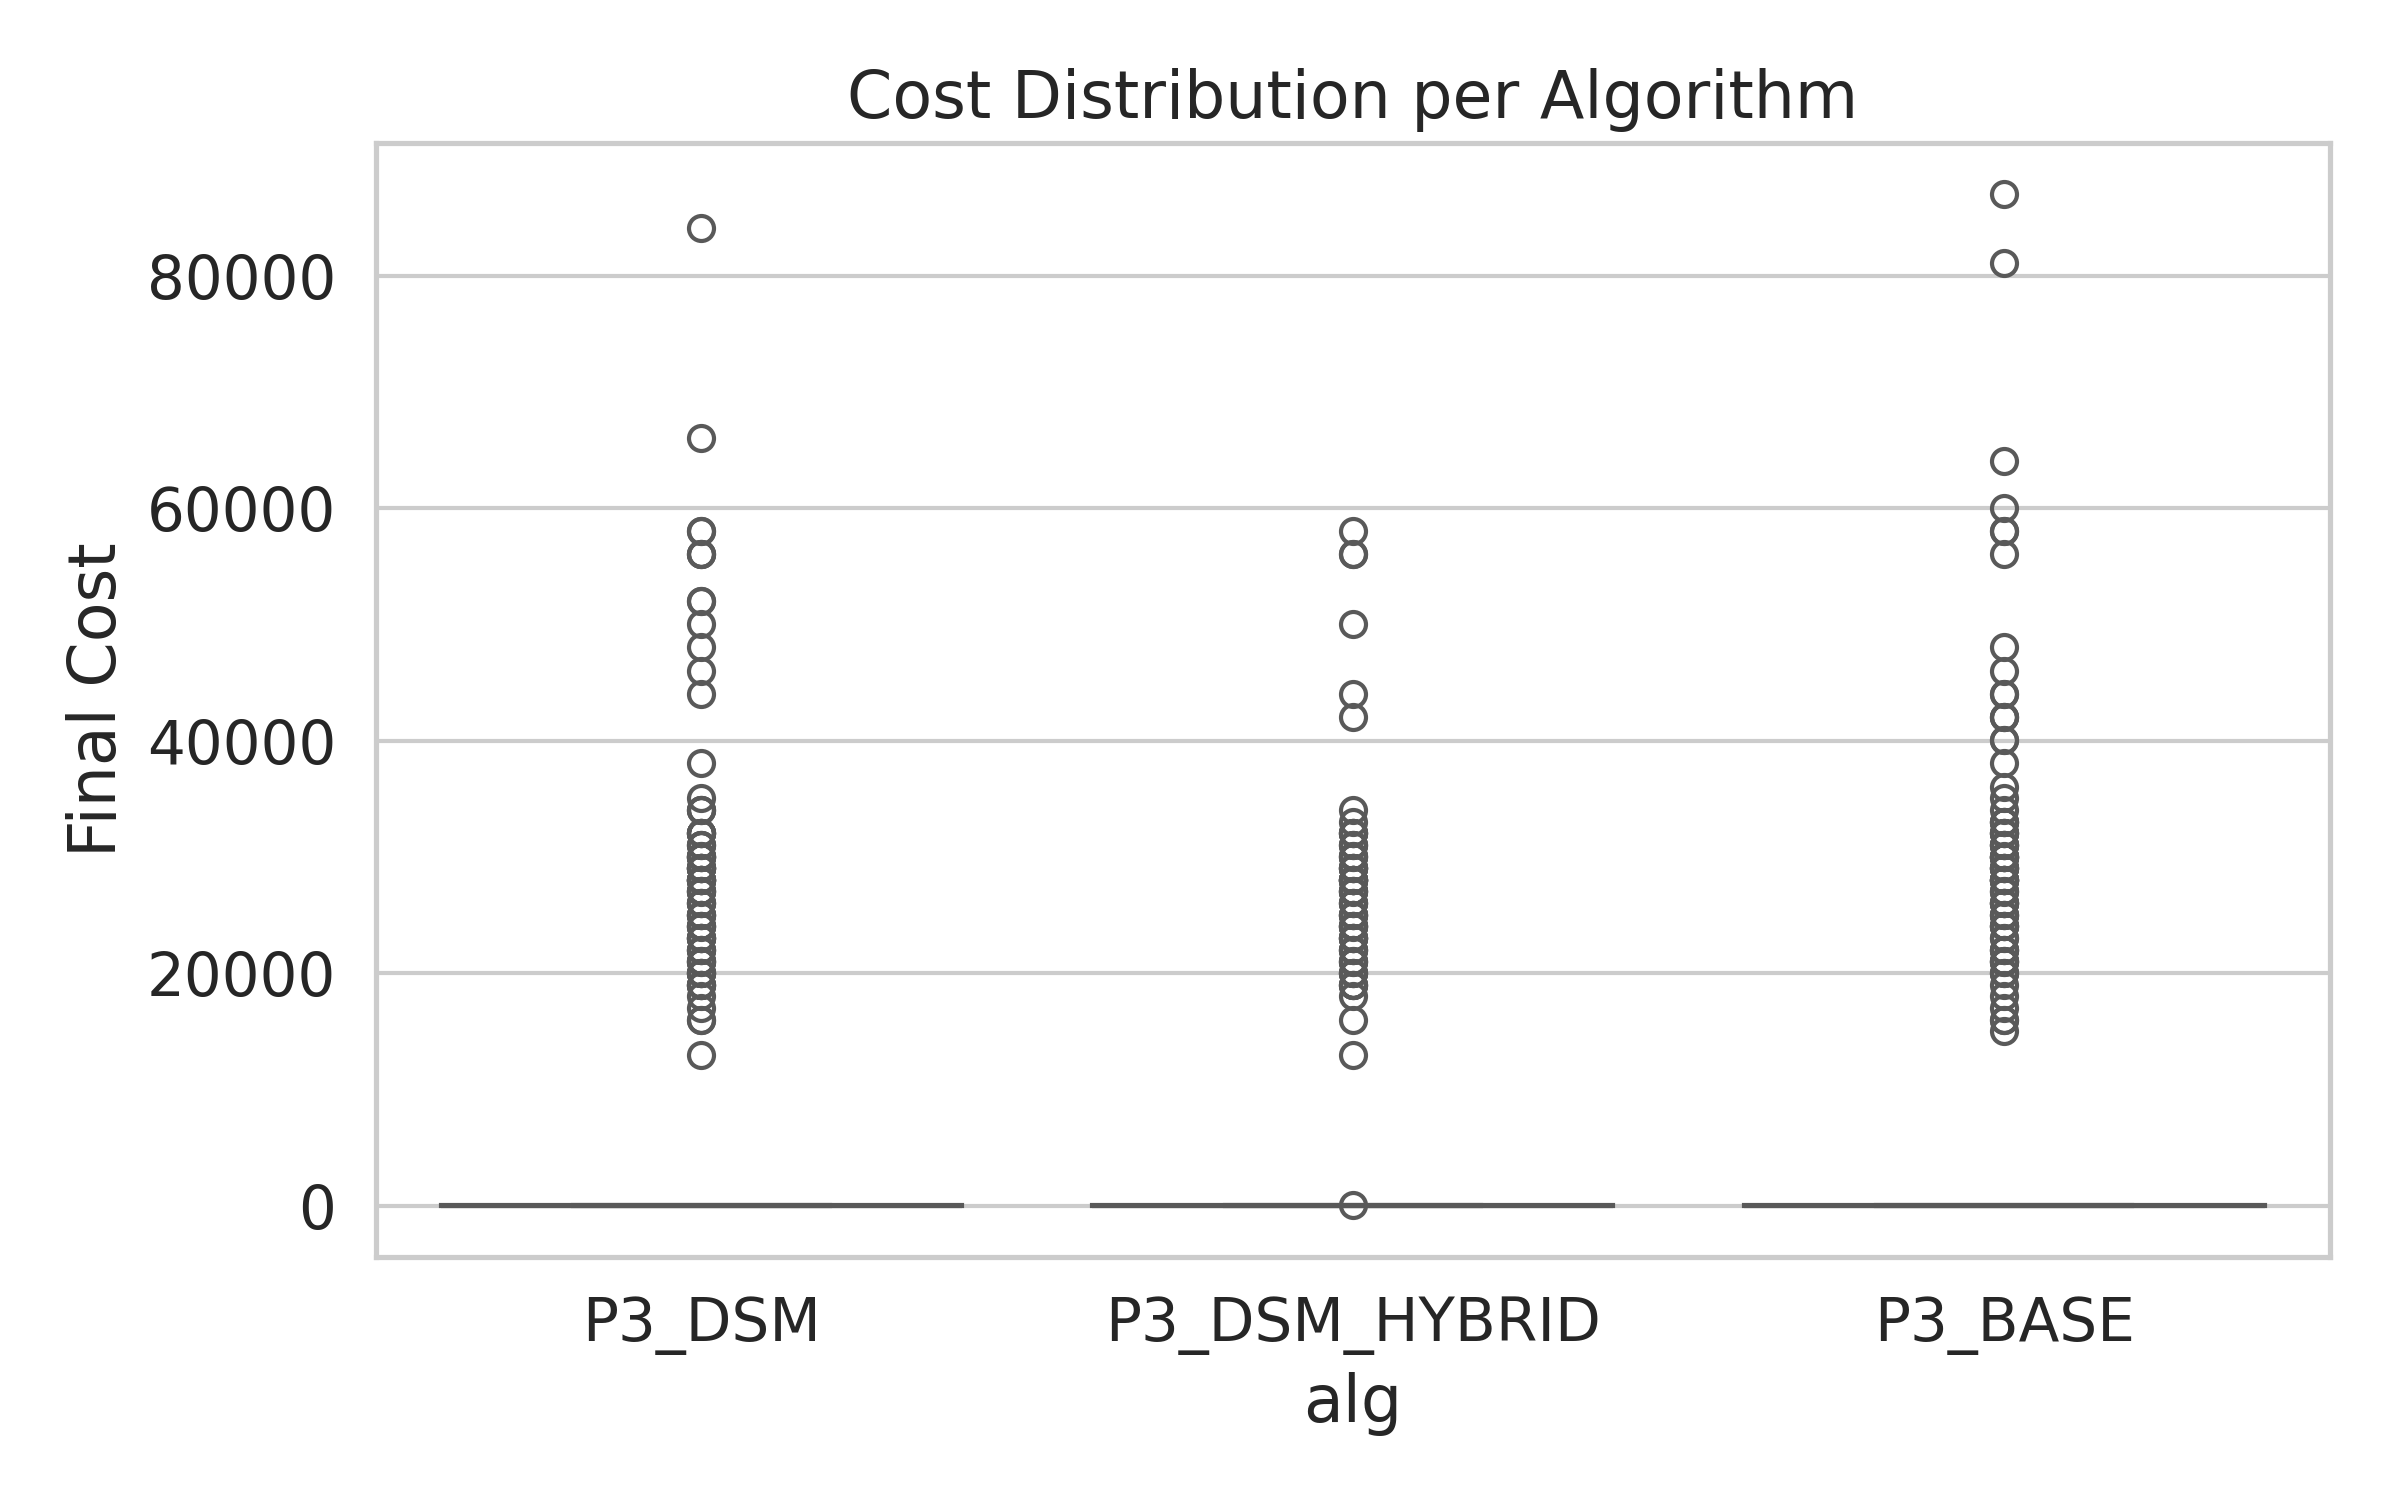 Cost Distribution per Algorithm
Final Cost
80000
60000
40000
20000
0
P3_DSM P3_DSM_HYBRID P3_BASE
alg